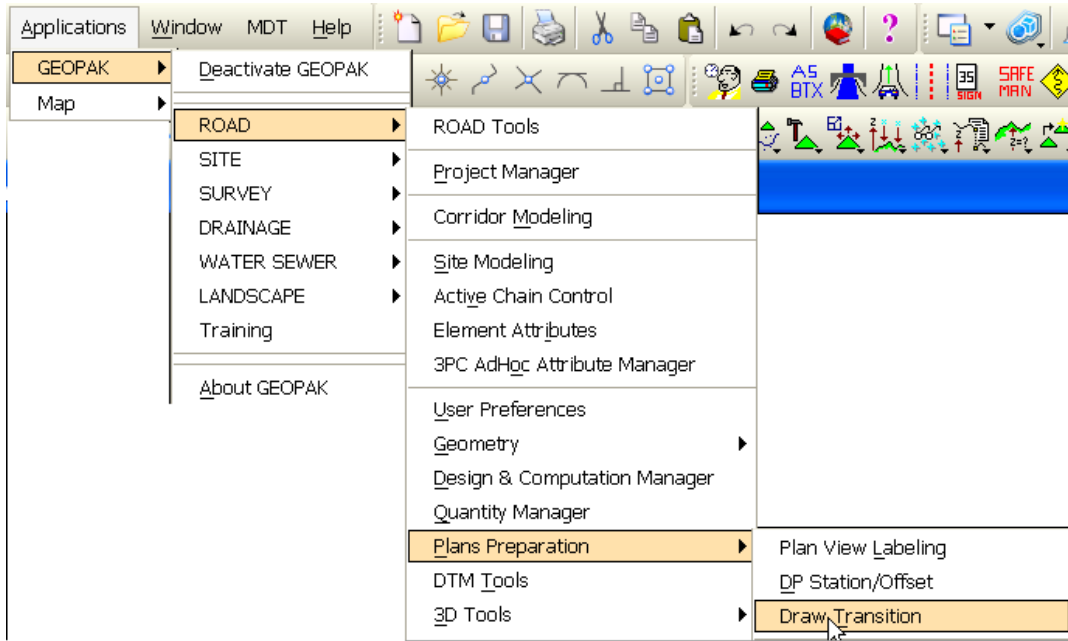 Applications Window MDT Help
GEOPAK
Map
Deactivate GEOPAK
ROAD
SITE
SURVEY
DRAINAGE
WATER SEWER
LANDSCAPE
Training
About GEOPAK
ROAD Tools
Project Manager
Corridor Modeling
Site Modeling
Active Chain Control
Element Attributes
3PC AdHoc Attribute Manager
User Preferences
Geometry
Design & Computation Manager
Quantity Manager
Plans Preparation
DTM Tools
3D Tools
Plan View Labeling
DP Station/Offset
Draw Transition
AS
BTX
35
SIGN
SAFE
MAN